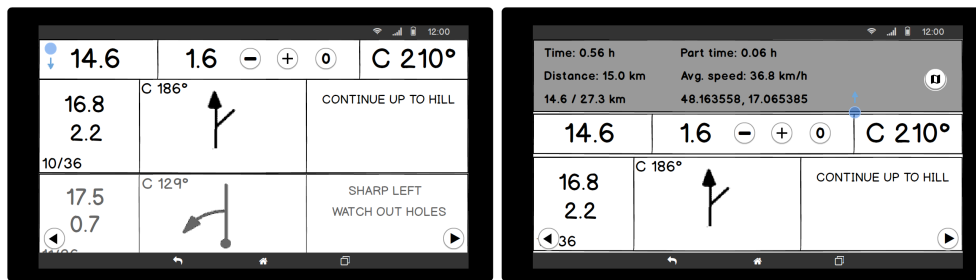 12:00
14.6 1.6 0 C 210°
16.8
2.2
10/36
C 186°
CONTINUE UP TO HILL
17.5
0.7
C 129°
SHARP LEFT
WATCH OUT HOLES
12:00
Time: 0.56 h Part time: 0.06 h
Distance: 15.0 km Avg. speed: 36.8 km/h
14.6 / 27.3 km 48.163558, 17.065385
14.6 1.6 0 C 210°
16.8
2.2
36
C 186°
CONTINUE UP TO HILL